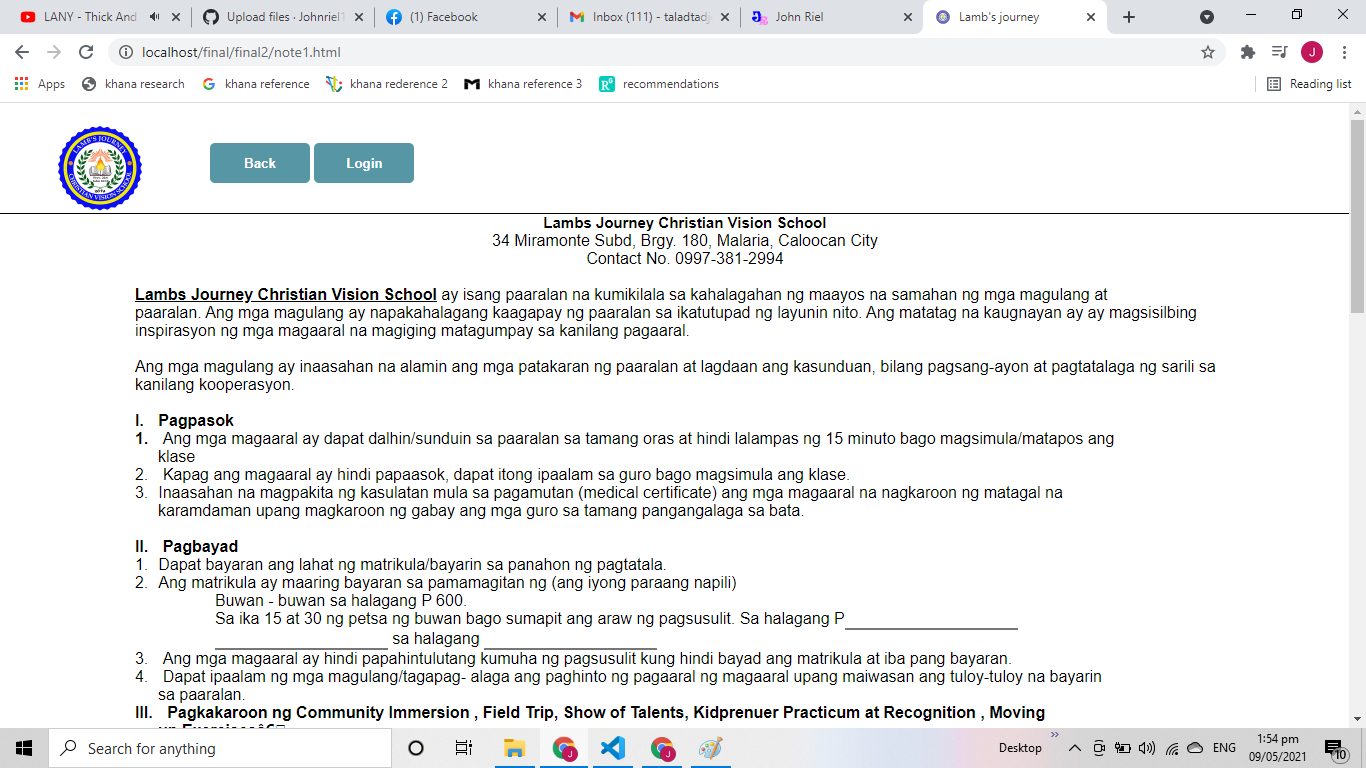 LANY - Thick And
Upload files · Johnriel1
(1) Facebook
Inbox (111) - taladtadj
John Riel
Lamb's journey
localhost/final/final2/note1.html
J
Apps
khana research
khana reference
khana rederence 2
khana reference 3
recommendations
Reading list
LAMB'S JOURNEY
CHRISTIAN VISION SCHOOL
Back
Login
Lambs Journey Christian Vision School
34 Miramonte Subd, Brgy. 180, Malaria, Caloocan City
Contact No. 0997-381-2994
Lambs Journey Christian Vision School ay isang paaralan na kumikilala sa kahalagahan ng maayos na samahan ng mga magulang at
paaralan. Ang mga magulang ay napakahalagang kaagapay ng paaralan sa ikatutupad ng layunin nito. Ang matatag na kaugnayan ay ay magsisilbing
inspirasyon ng mga magaaral na magiging matagumpay sa kanilang pagaaral.
Ang mga magulang ay inaasahan na alamin ang mga patakaran ng paaralan at lagdaan ang kasunduan, bilang pagsang-ayon at pagtatalaga ng sarili sa
kanilang kooperasyon.
I. Pagpasok
1. Ang mga magaaral ay dapat dalhin/sunduin sa paaralan sa tamang oras at hindi lalampas ng 15 minuto bago magsimula/matapos ang
klase
2. Kapag ang magaaral ay hindi papaasok, dapat itong ipaalam sa guro bago magsimula ang klase.
3. Inaasahan na magpakita ng kasulatan mula sa pagamutan (medical certificate) ang mga magaaral na nagkaroon ng matagal na
karamdaman upang magkaroon ng gabay ang mga guro sa tamang pangangalaga sa bata.
II. Pagbayad
1. Dapat bayaran ang lahat ng matrikula/bayarin sa panahon ng pagtatala.
2. Ang matrikula ay maaring bayaran sa pamamagitan ng (ang iyong paraang napili)
Buwan - buwan sa halagang P 600.
Sa ika 15 at 30 ng petsa ng buwan bago sumapit ang araw ng pagsusulit. Sa halagang P____________________
____________________ sa halagang ____________________
3. Ang mga magaaral ay hindi papahintulutang kumuha ng pagsusulit kung hindi bayad ang matrikula at iba pang bayaran.
4. Dapat ipaalam ng mga magulang/tagapag- alaga ang paghinto ng pagaaral ng magaaral upang maiwasan ang tuloy-tuloy na bayarin
sa paaralan.
III. Pagkakaroon ng Community Immersion , Field Trip, Show of Talents, Kidprenuer Practicum at Recognition , Moving
Search for anything
Desktop
ENG
1:54 pm
09/05/2021
10